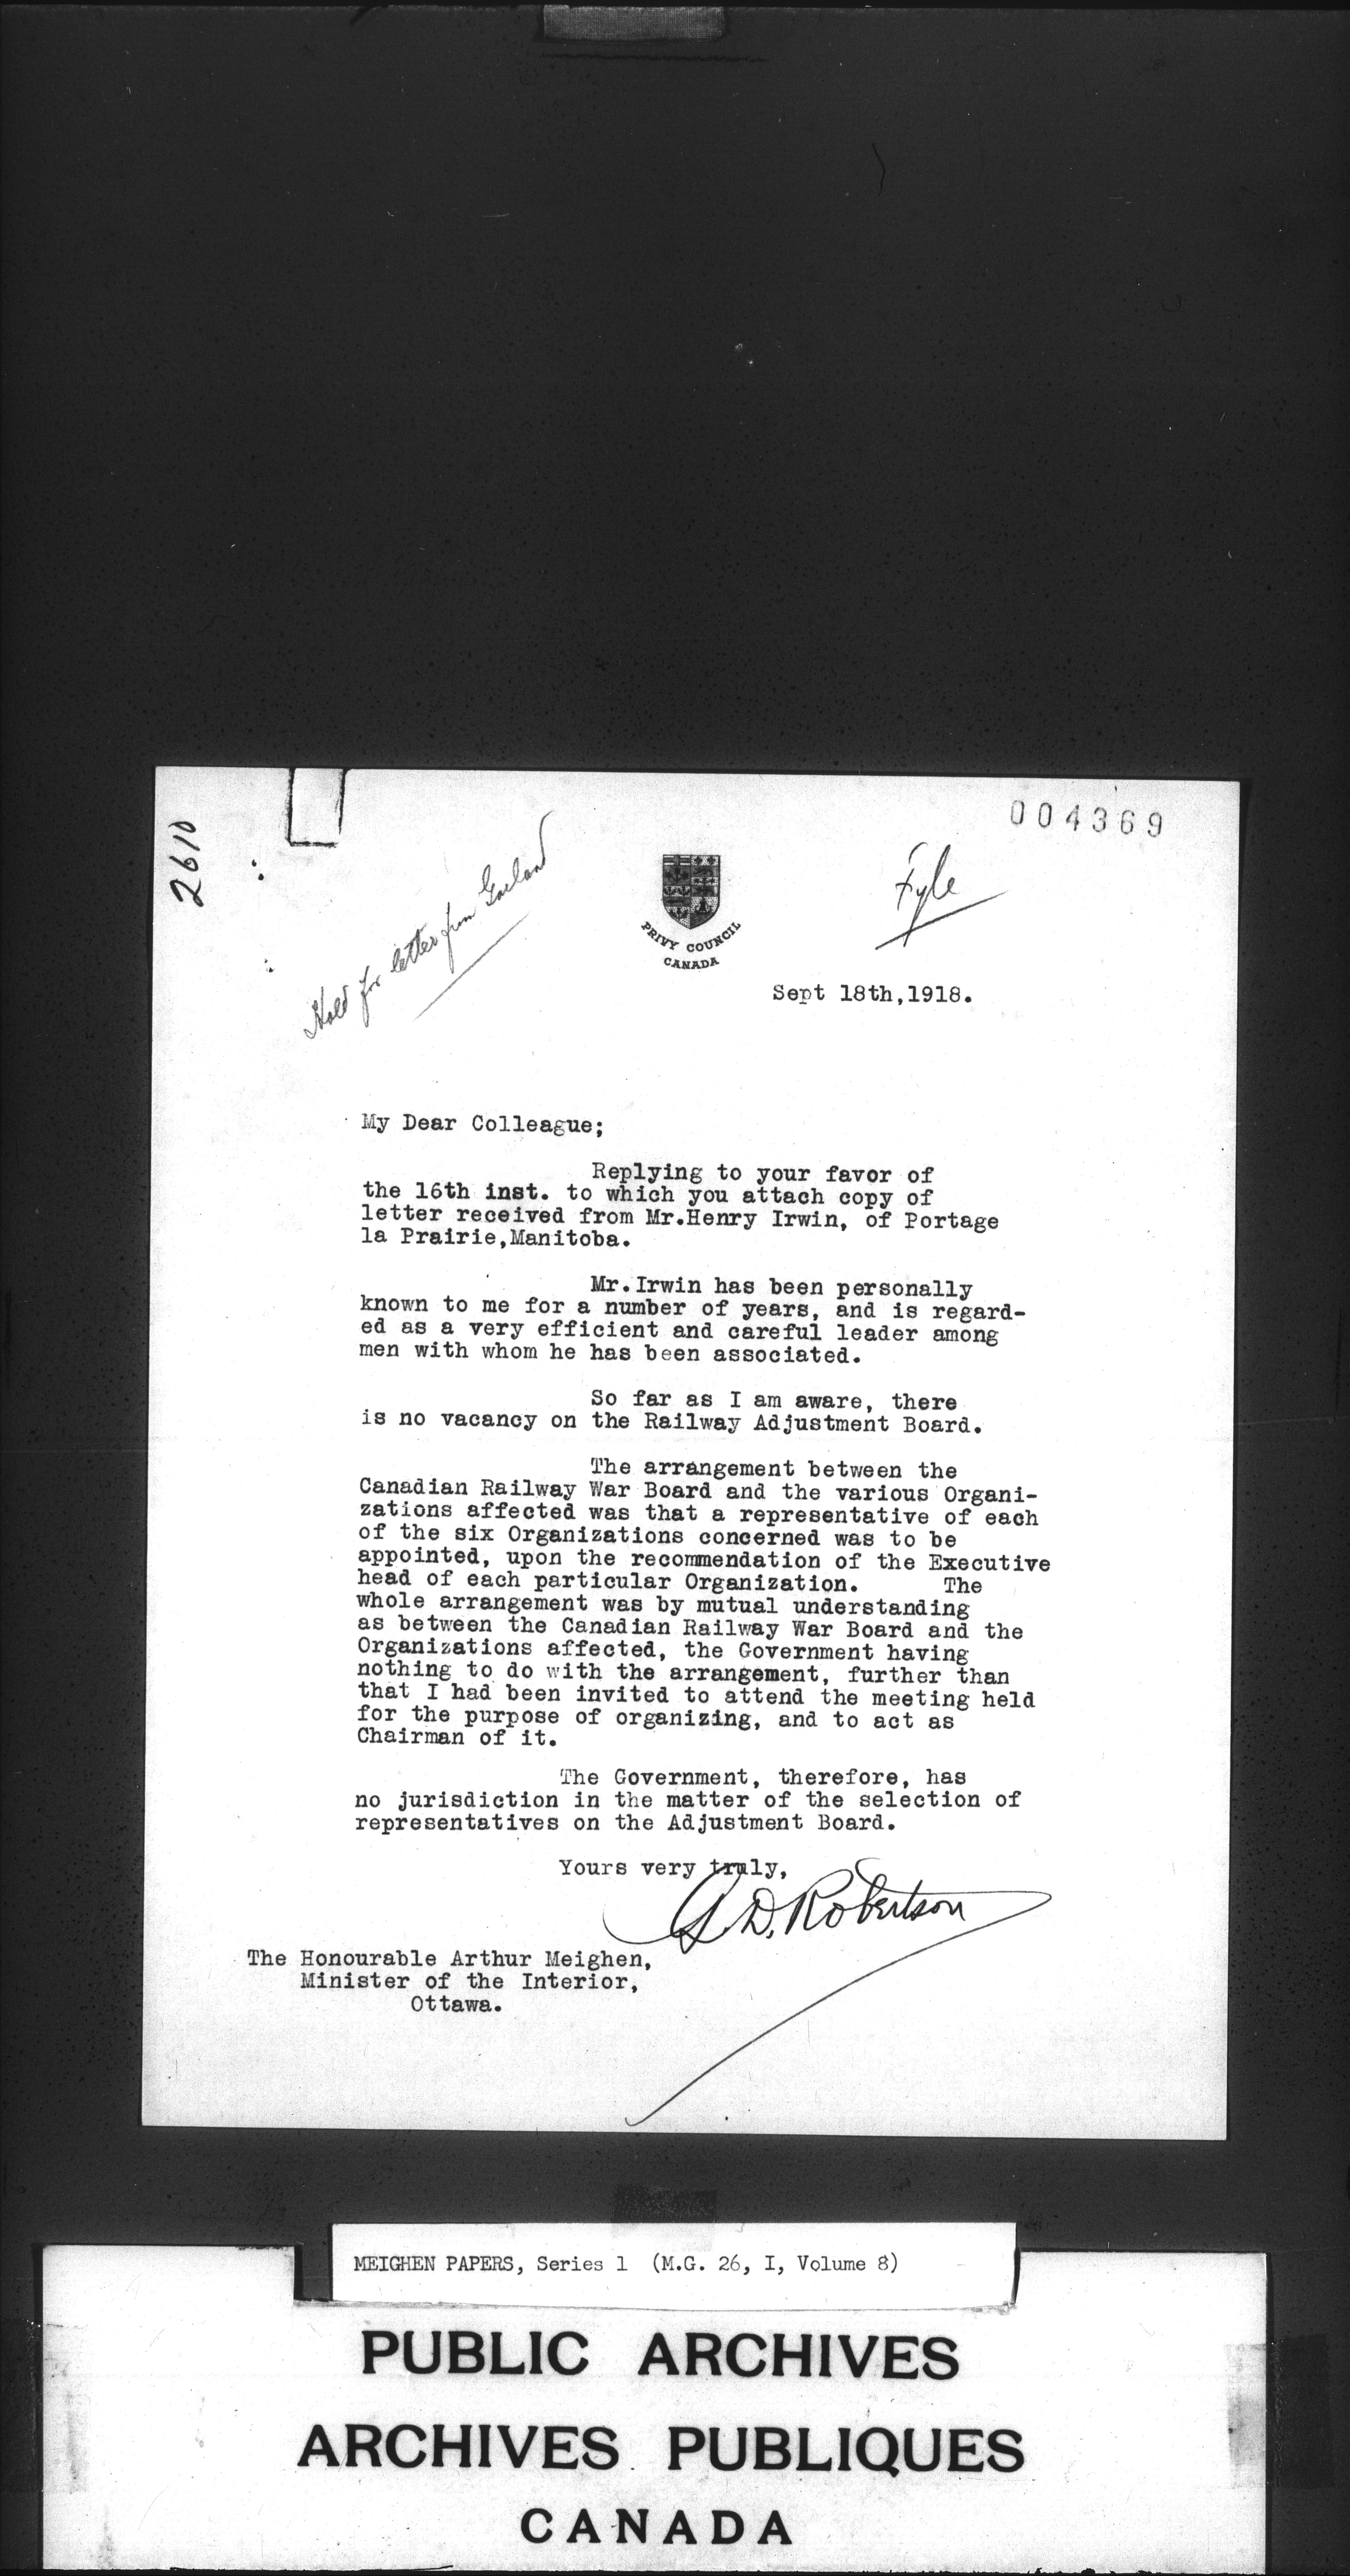 004369
2610
Hold for letter from Garland
Fyle
PRIVY COUNCIL
CANADA
Sept 18th,1918.
My Dear Colleague;
Replying to your favor of
the 16th inst. to which you attach copy of
letter received from Mr.Henry Irwin, of Portage
la Prairie,Manitoba.
Mr.Irwin has been personally
known to me for a number of years, and is regard-
ed as a very efficient and careful leader among
men with whom he has been associated.
So far as I am aware, there
is no vacancy on the Railway Adjustment Board.
The arrangement between the
Canadian Railway War Board and the various Organi-
zations affected was that a representative of each
of the six Organizations concerned was to be
appointed, upon the recommendation of the Executive
head of each particular Organization. The
whole arrangement was by mutual understanding
as between the Canadian Railway War Board and the
Organizations affected, the Government having
nothing to do with the arrangement, further than
that I had been invited to attend the meeting held
for the purpose of organizing, and to act as
Chairman of it.
The Government, therefore, has
no jurisdiction in the matter of the selection of
representatives on the Adjustment Board.
Yours very truly,
G.D. Robertson
The Honourable Arthur Meighen,
Minister of the Interior,
Ottawa.
MEIGHEN PAPERS, Series 1 (M.G. 26, I, Volume 8)
PUBLIC ARCHIVES
ARCHIVES PUBLIQUES
CANADA